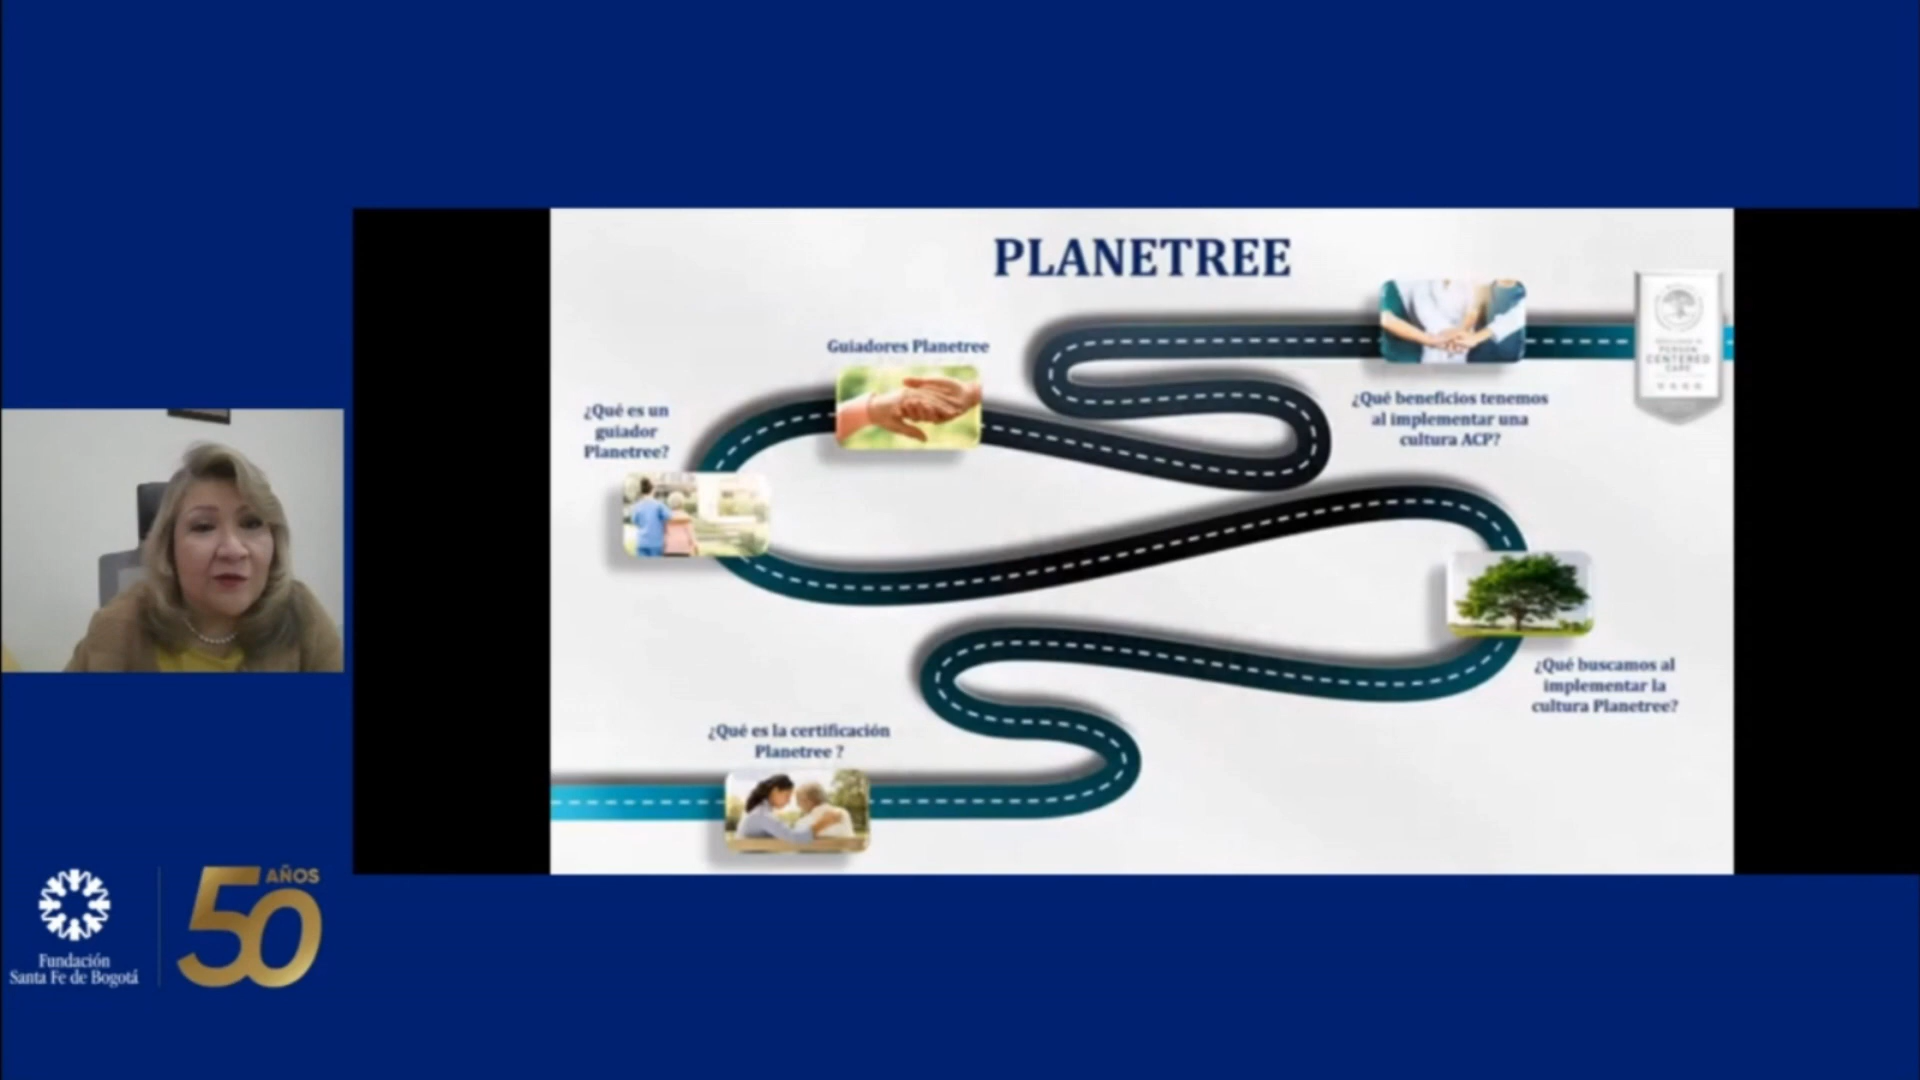 PLANETREE
Guiadores Planetree
¿Qué es un
guiador
Planetree?
¿Qué beneficios tenemos
al implementar una
cultura ACP?
PERSON
CENTERED
CARE
¿Qué buscamos al
implementar la
cultura Planetree?
¿Qué es la certificación
Planetree ?
Fundación
Santa Fe de Bogotá
50 AÑOS